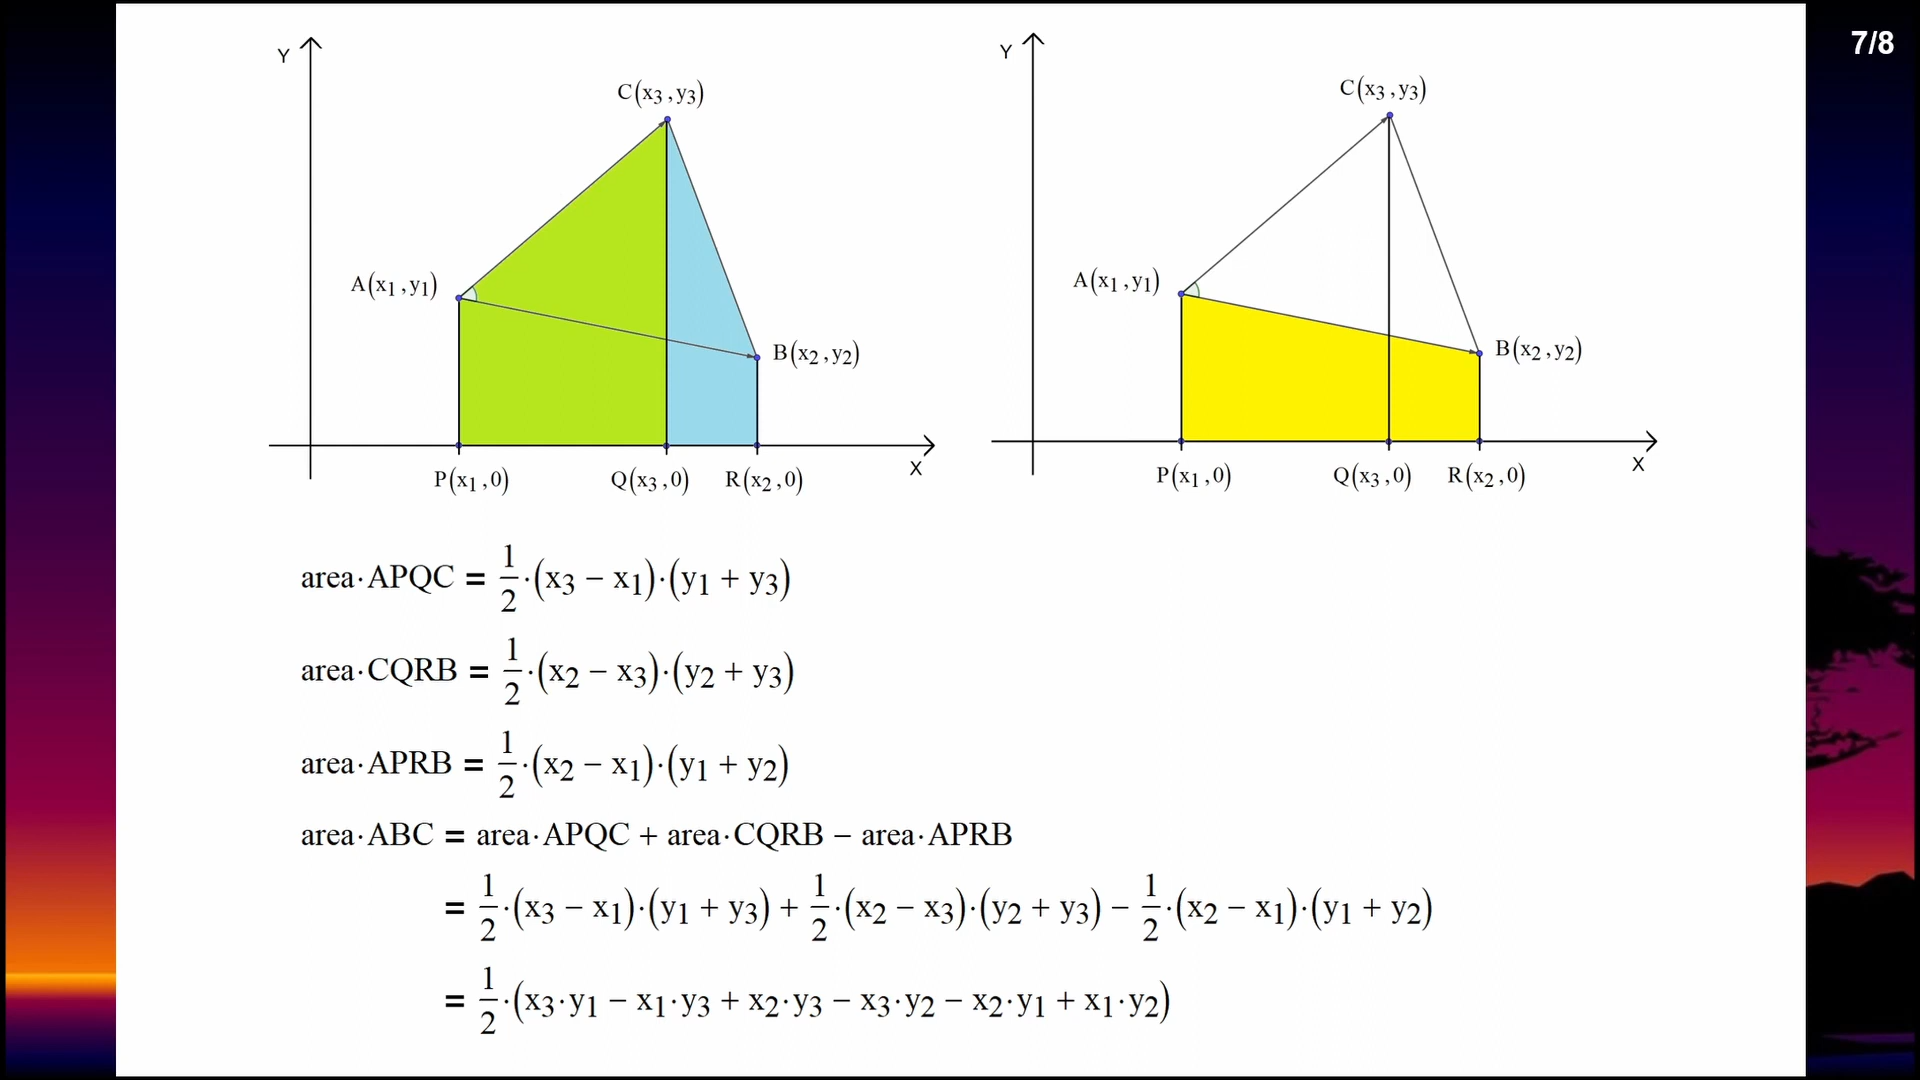 7/8
Y
C(x₃,y₃)
A(x₁,y₁)
B(x₂,y₂)
X
P(x₁,0) Q(x₃,0) R(x₂,0)
Y
C(x₃,y₃)
A(x₁,y₁)
B(x₂,y₂)
X
P(x₁,0) Q(x₃,0) R(x₂,0)
area·APQC = 1/2·(x₃ − x₁)·(y₁ + y₃)
area·CQRB = 1/2·(x₂ − x₃)·(y₂ + y₃)
area·APRB = 1/2·(x₂ − x₁)·(y₁ + y₂)
area·ABC = area·APQC + area·CQRB − area·APRB
= 1/2·(x₃ − x₁)·(y₁ + y₃) + 1/2·(x₂ − x₃)·(y₂ + y₃) − 1/2·(x₂ − x₁)·(y₁ + y₂)
= 1/2·(x₃·y₁ − x₁·y₃ + x₂·y₃ − x₃·y₂ − x₂·y₁ + x₁·y₂)